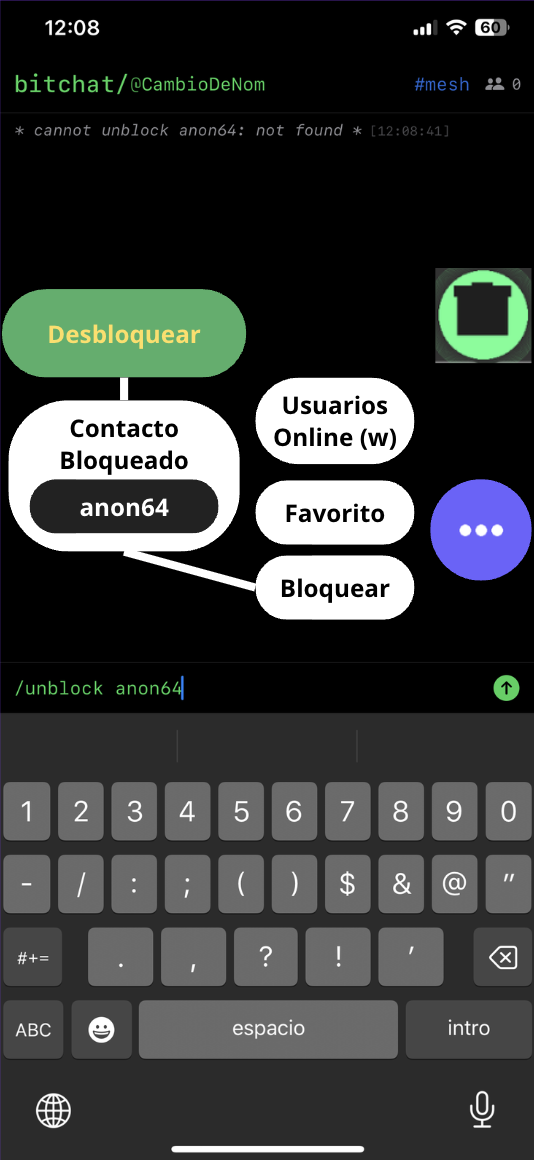 12:08
60
bitchat/@CambioDeNom #mesh 0
* cannot unblock anon64: not found * [12:08:41]
Desbloquear
Contacto
Bloqueado
anon64
Usuarios
Online (w)
Favorito
Bloquear
/unblock anon64
1 2 3 4 5 6 7 8 9 0
- / : ; ( ) $ & @ "
#+= . , ? ! ’
ABC espacio intro